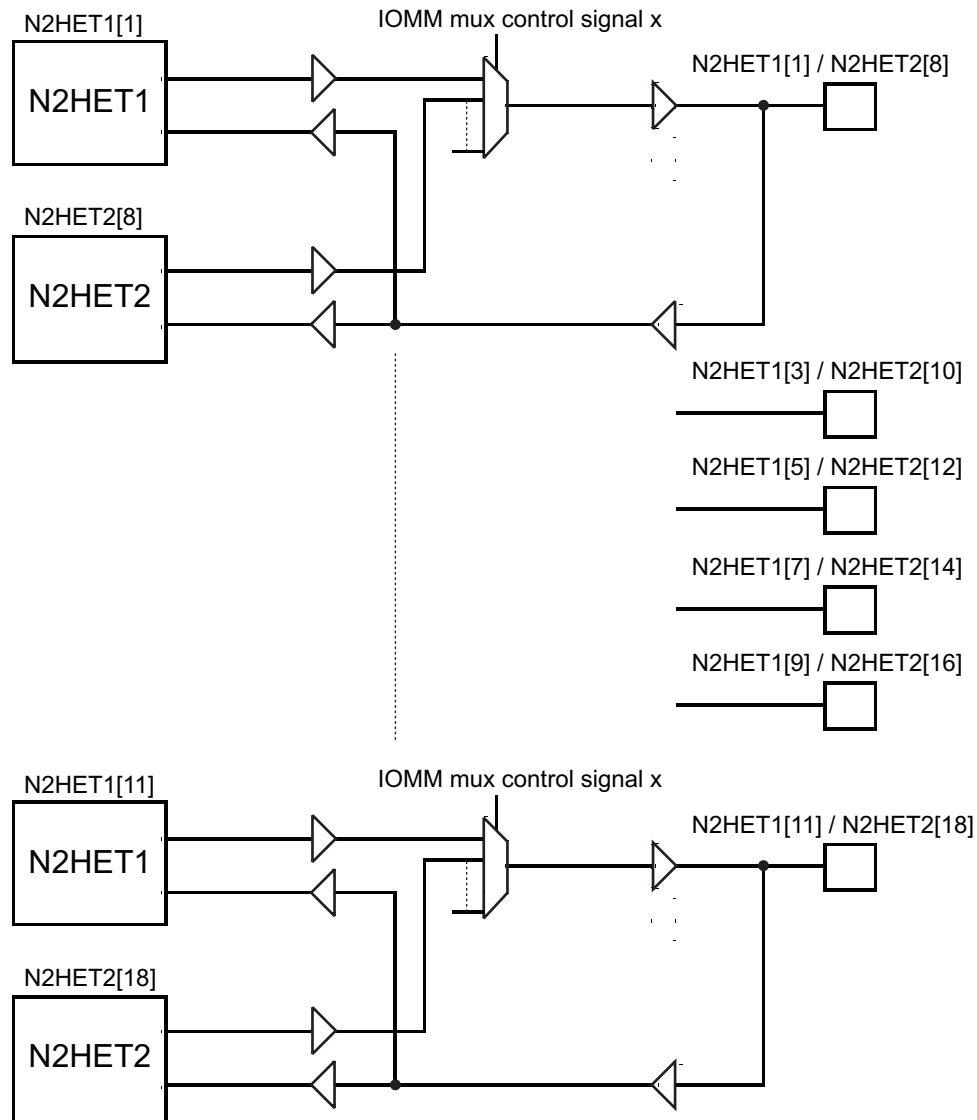 N2HET1[1]
IOMM mux control signal x
N2HET1[1] / N2HET2[8]
N2HET1
N2HET2[8]
N2HET2
N2HET1[3] / N2HET2[10]
N2HET1[5] / N2HET2[12]
N2HET1[7] / N2HET2[14]
N2HET1[9] / N2HET2[16]
N2HET1[11]
IOMM mux control signal x
N2HET1[11] / N2HET2[18]
N2HET1
N2HET2[18]
N2HET2